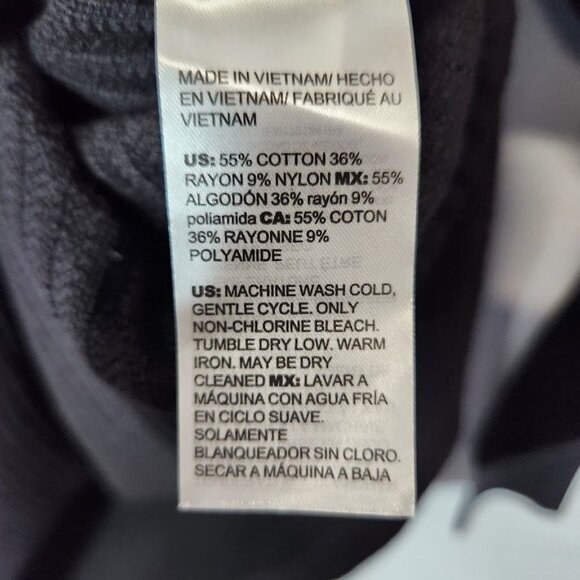 MADE IN VIETNAM/ HECHO
EN VIETNAM/ FABRIQUÉ AU
VIETNAM
US: 55% COTTON 36%
RAYON 9% NYLON MX: 55%
ALGODÓN 36% rayón 9%
poliamida CA: 55% COTON
36% RAYONNE 9%
POLYAMIDE
US: MACHINE WASH COLD,
GENTLE CYCLE. ONLY
NON-CHLORINE BLEACH.
TUMBLE DRY LOW. WARM
IRON. MAY BE DRY
CLEANED MX: LAVAR A
MÁQUINA CON AGUA FRÍA
EN CICLO SUAVE.
SOLAMENTE
BLANQUEADOR SIN CLORO.
SECAR A MÁQUINA A BAJA